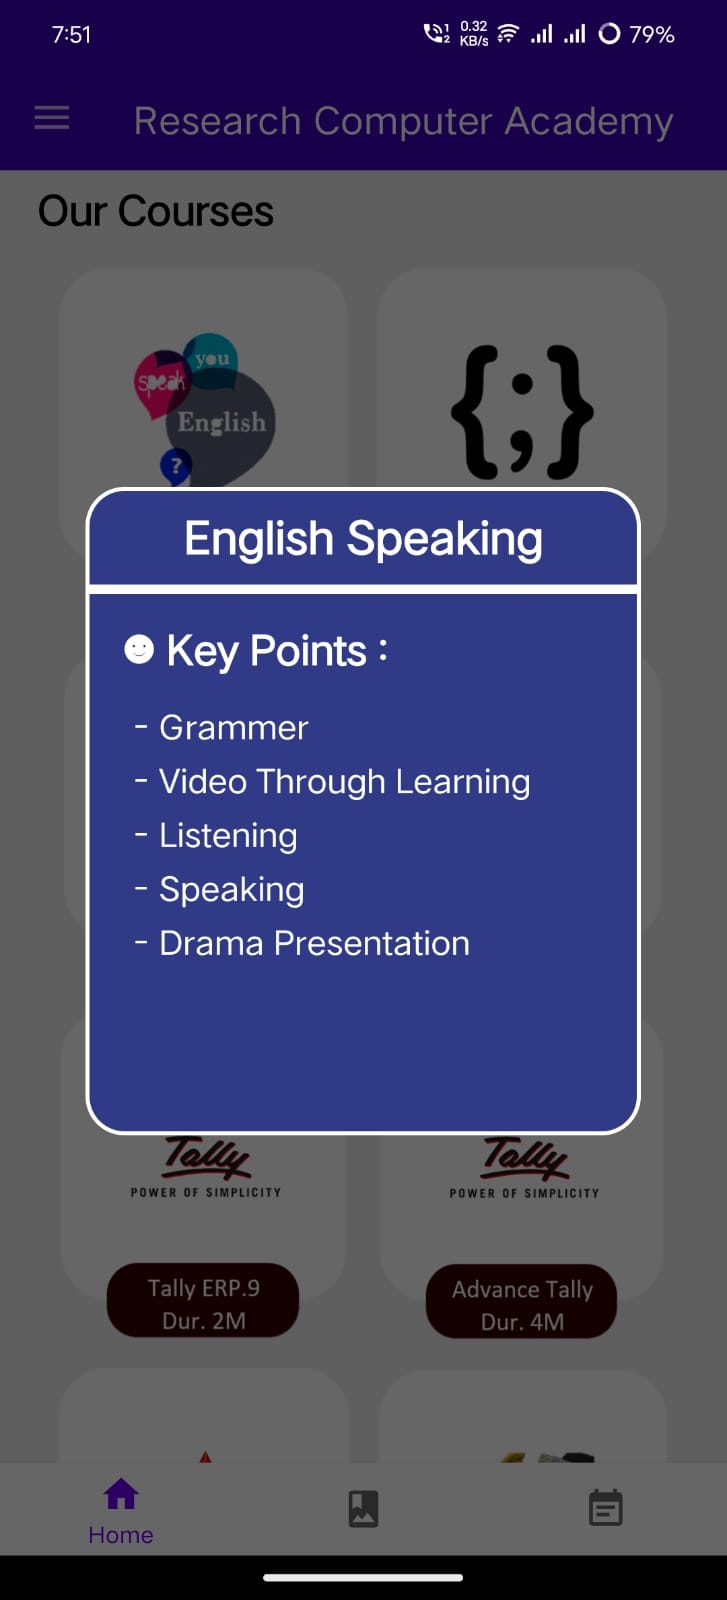 7:51
0.32
KB/s
79%
Research Computer Academy
Our Courses
you
speak
English
?
{;}
English Speaking
Key Points :
- Grammer
- Video Through Learning
- Listening
- Speaking
- Drama Presentation
Tally
POWER OF SIMPLICITY
Tally
POWER OF SIMPLICITY
Tally ERP.9
Dur. 2M
Advance Tally
Dur. 4M
Home